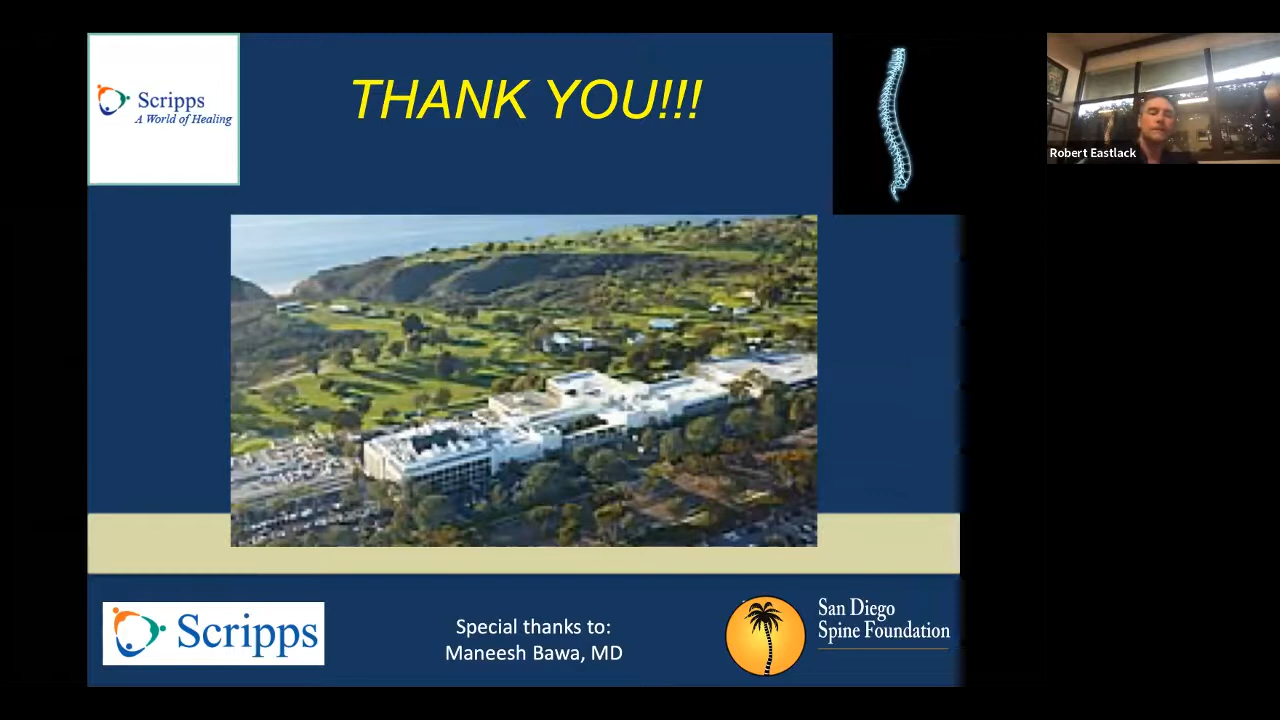 Scripps
A World of Healing
THANK YOU!!!
Robert Eastlack
Scripps
Special thanks to:
Maneesh Bawa, MD
San Diego
Spine Foundation